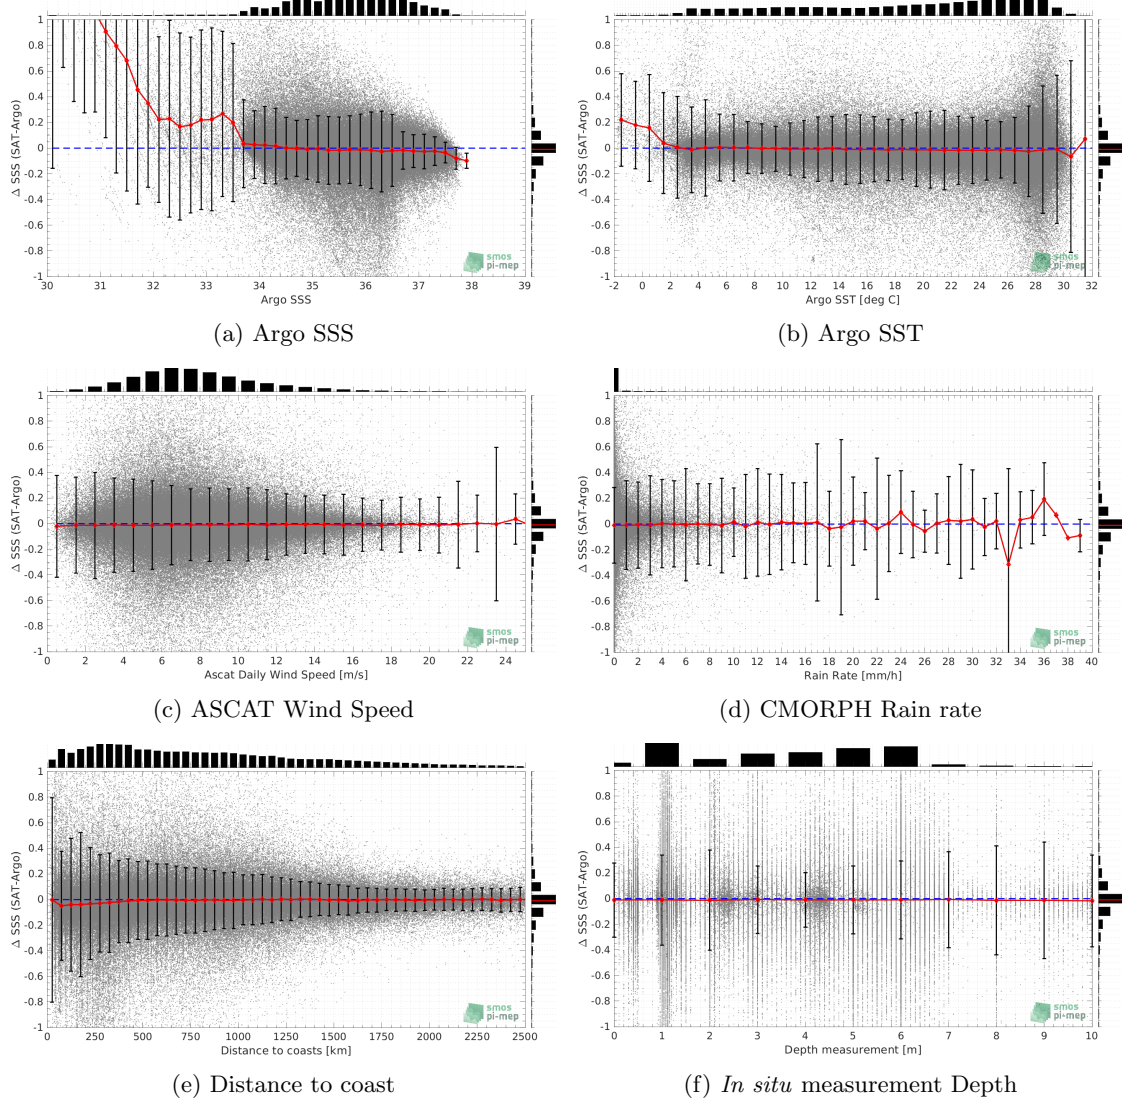 1
0.8
0.6
0.4
0.2
0
-0.2
-0.4
-0.6
-0.8
-1
Δ SSS (SAT-Argo)
smos
pi-mep
30 31 32 33 34 35 36 37 38 39
Argo SSS
(a) Argo SSS
1
0.8
0.6
0.4
0.2
0
-0.2
-0.4
-0.6
-0.8
-1
Δ SSS (SAT-Argo)
smos
pi-mep
-2 0 2 4 6 8 10 12 14 16 18 20 22 24 26 28 30 32
Argo SST [deg C]
(b) Argo SST
1
0.8
0.6
0.4
0.2
0
-0.2
-0.4
-0.6
-0.8
-1
Δ SSS (SAT-Argo)
smos
pi-mep
0 2 4 6 8 10 12 14 16 18 20 22 24
Ascat Daily Wind Speed [m/s]
(c) ASCAT Wind Speed
1
0.8
0.6
0.4
0.2
0
-0.2
-0.4
-0.6
-0.8
-1
Δ SSS (SAT-Argo)
smos
pi-mep
0 2 4 6 8 10 12 14 16 18 20 22 24 26 28 30 32 34 36 38 40
Rain Rate [mm/h]
(d) CMORPH Rain rate
1
0.8
0.6
0.4
0.2
0
-0.2
-0.4
-0.6
-0.8
-1
Δ SSS (SAT-Argo)
smos
pi-mep
0 250 500 750 1000 1250 1500 1750 2000 2250 2500
Distance to coasts [km]
(e) Distance to coast
1
0.8
0.6
0.4
0.2
0
-0.2
-0.4
-0.6
-0.8
-1
Δ SSS (SAT-Argo)
smos
pi-mep
0 1 2 3 4 5 6 7 8 9 10
Depth measurement [m]
(f) In situ measurement Depth